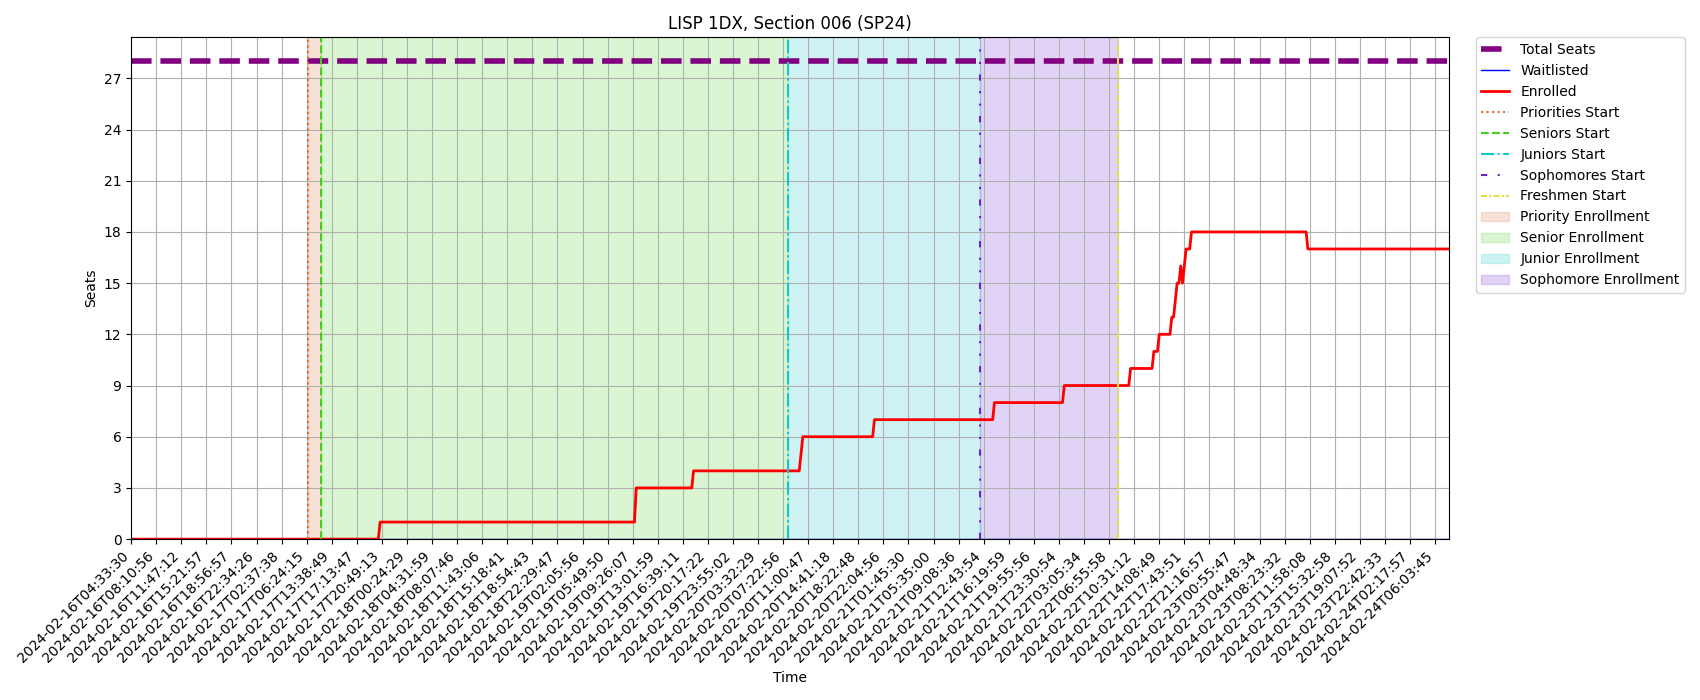 LISP 1DX, Section 006 (SP24)
Total Seats
Waitlisted
Enrolled
Priorities Start
Seniors Start
Juniors Start
Sophomores Start
Freshmen Start
Priority Enrollment
Senior Enrollment
Junior Enrollment
Sophomore Enrollment
Seats
27
24
21
18
15
12
9
6
3
0
2024-02-16T04:33:30
2024-02-16T08:10:56
2024-02-16T11:47:12
2024-02-16T15:21:57
2024-02-16T18:56:57
2024-02-16T22:34:26
2024-02-17T02:37:38
2024-02-17T06:24:15
2024-02-17T13:38:49
2024-02-17T17:13:47
2024-02-17T20:49:13
2024-02-18T00:24:29
2024-02-18T04:31:59
2024-02-18T08:07:46
2024-02-18T11:43:06
2024-02-18T15:18:41
2024-02-18T18:54:43
2024-02-18T22:29:47
2024-02-19T02:05:56
2024-02-19T05:49:50
2024-02-19T09:26:07
2024-02-19T13:01:59
2024-02-19T16:39:11
2024-02-19T20:17:22
2024-02-19T23:55:02
2024-02-20T03:32:29
2024-02-20T07:22:56
2024-02-20T11:00:47
2024-02-20T14:41:18
2024-02-20T18:22:48
2024-02-20T22:04:56
2024-02-21T01:45:30
2024-02-21T05:35:00
2024-02-21T09:08:36
2024-02-21T12:43:54
2024-02-21T16:19:59
2024-02-21T19:55:56
2024-02-21T23:30:54
2024-02-22T03:05:34
2024-02-22T06:55:58
2024-02-22T10:31:12
2024-02-22T14:08:49
2024-02-22T17:43:51
2024-02-22T21:16:57
2024-02-23T00:55:47
2024-02-23T04:48:34
2024-02-23T08:23:32
2024-02-23T11:58:08
2024-02-23T15:32:58
2024-02-23T19:07:52
2024-02-23T22:42:33
2024-02-24T02:17:57
2024-02-24T06:03:45
Time